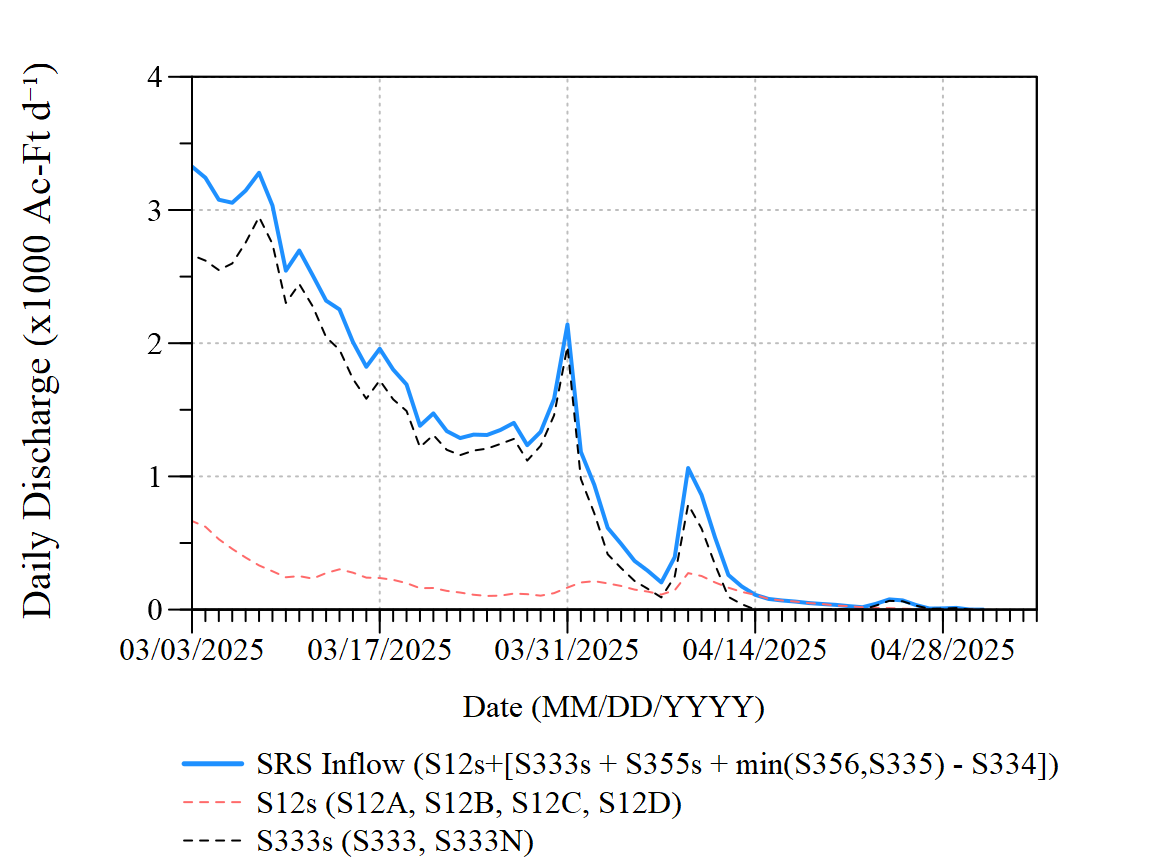 Daily Discharge (x1000 Ac-Ft d⁻¹)
4
3
2
1
0
03/03/2025 03/17/2025 03/31/2025 04/14/2025 04/28/2025
Date (MM/DD/YYYY)
SRS Inflow (S12s+[S333s + S355s + min(S356,S335) - S334])
S12s (S12A, S12B, S12C, S12D)
S333s (S333, S333N)